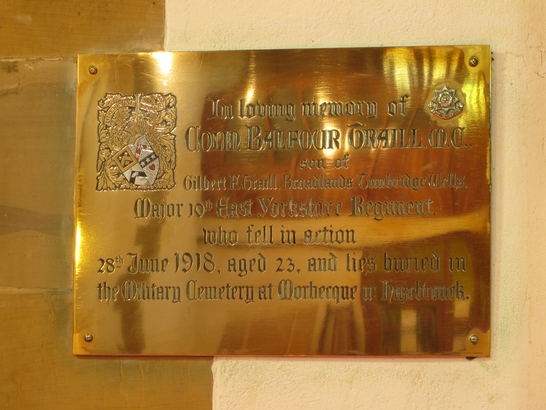 In loving memory of
BALFOUR TRAILL, M.C.,
son of
Gilbert F. Traill, Broadlands, Tunbridge Wells,
Major 10th East Yorkshire Regiment,
who fell in action
28th June 1918, aged 23, and lies buried in
the Military Cemetery at Morbecque nr Hazebrouck.